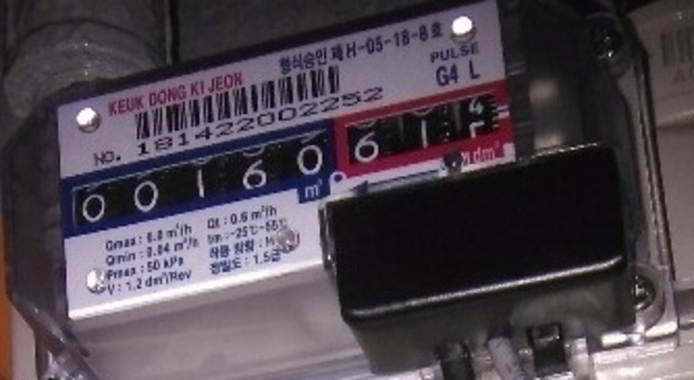 형식승인 제 H-05-18-8호
KEUK DONG KI JEON
PULSE
G4 L
NO. 181422002252
00160 61
m³
dm³
Qmax : 6.0 m³/h
Qmin : 0.04 m³/h
Pmax : 50 kPa
V : 1.2 dm³/Rev
Qt : 0.6 m³/h
tm : -25℃~55℃
정밀도 : 1.5급